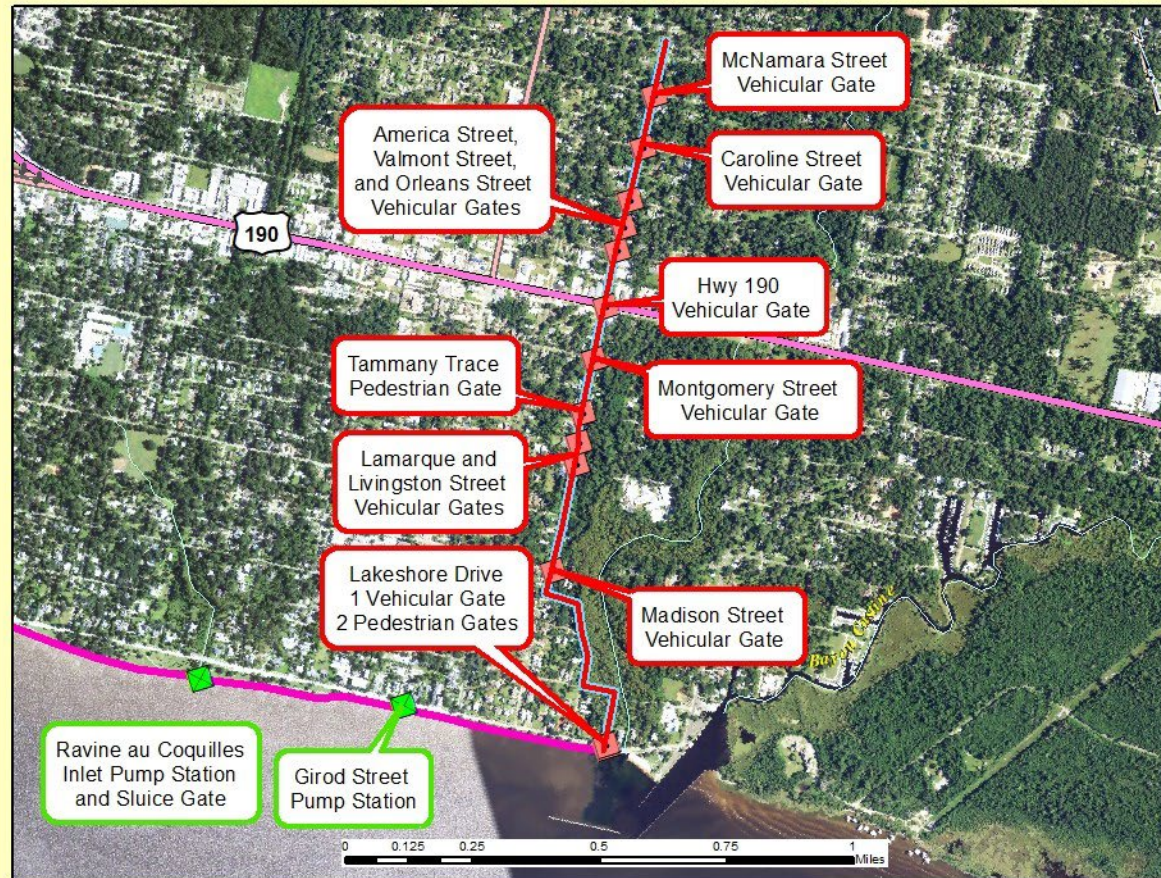 McNamara Street
Vehicular Gate
America Street,
Valmont Street,
and Orleans Street
Vehicular Gates
Caroline Street
Vehicular Gate
190
Hwy 190
Vehicular Gate
Tammany Trace
Pedestrian Gate
Montgomery Street
Vehicular Gate
Lamarque and
Livingston Street
Vehicular Gates
Lakeshore Drive
1 Vehicular Gate
2 Pedestrian Gates
Madison Street
Vehicular Gate
Bayou Castine
Ravine au Coquilles
Inlet Pump Station
and Sluice Gate
Girod Street
Pump Station
0 0.125 0.25 0.5 0.75 1
Miles